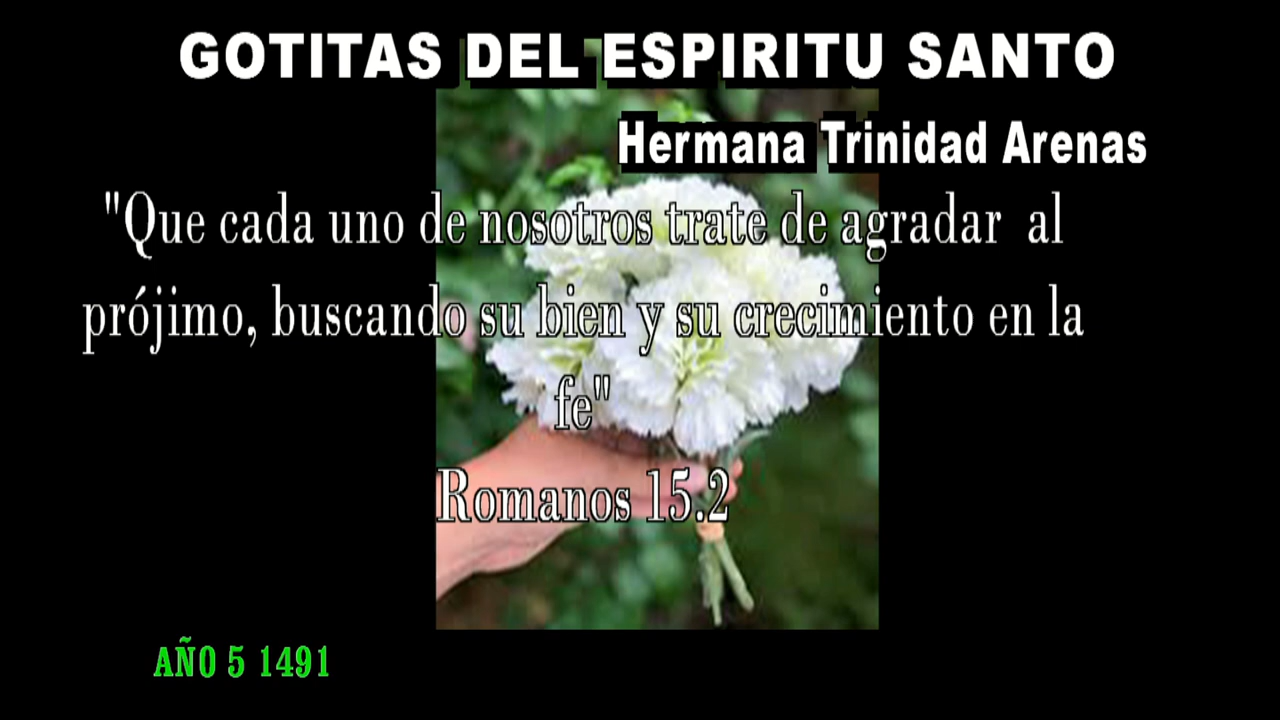 GOTITAS DEL ESPIRITU SANTO
Hermana Trinidad Arenas
"Que cada uno de nosotros trate de agradar  al
prójimo, buscando su bien y su crecimiento en la
fe"
Romanos 15.2
AÑO 5 1491